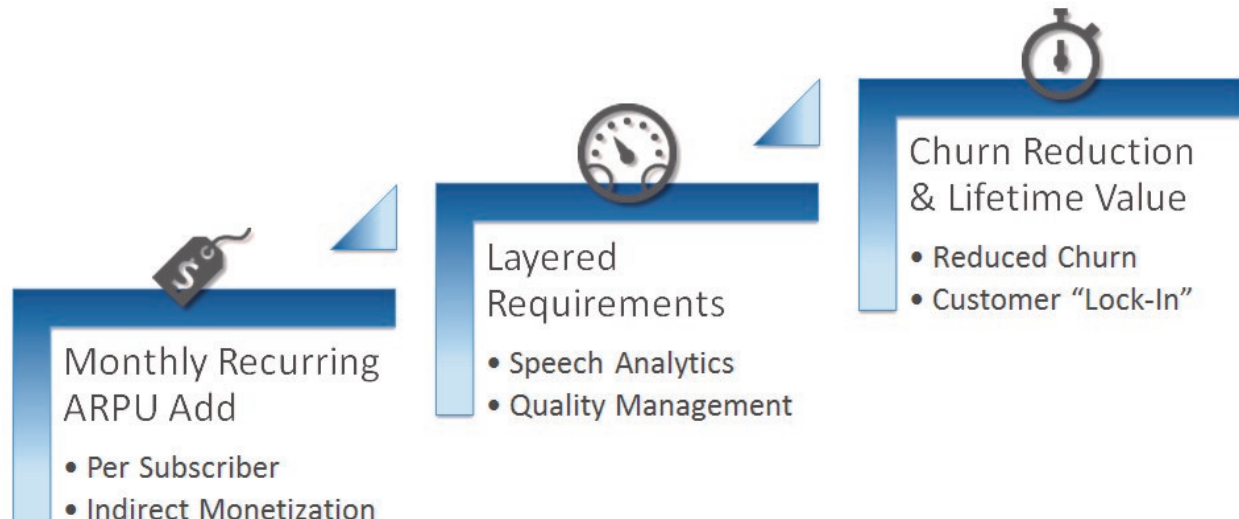 Monthly Recurring
ARPU Add
• Per Subscriber
• Indirect Monetization
Layered
Requirements
• Speech Analytics
• Quality Management
Churn Reduction
& Lifetime Value
• Reduced Churn
• Customer “Lock-In”